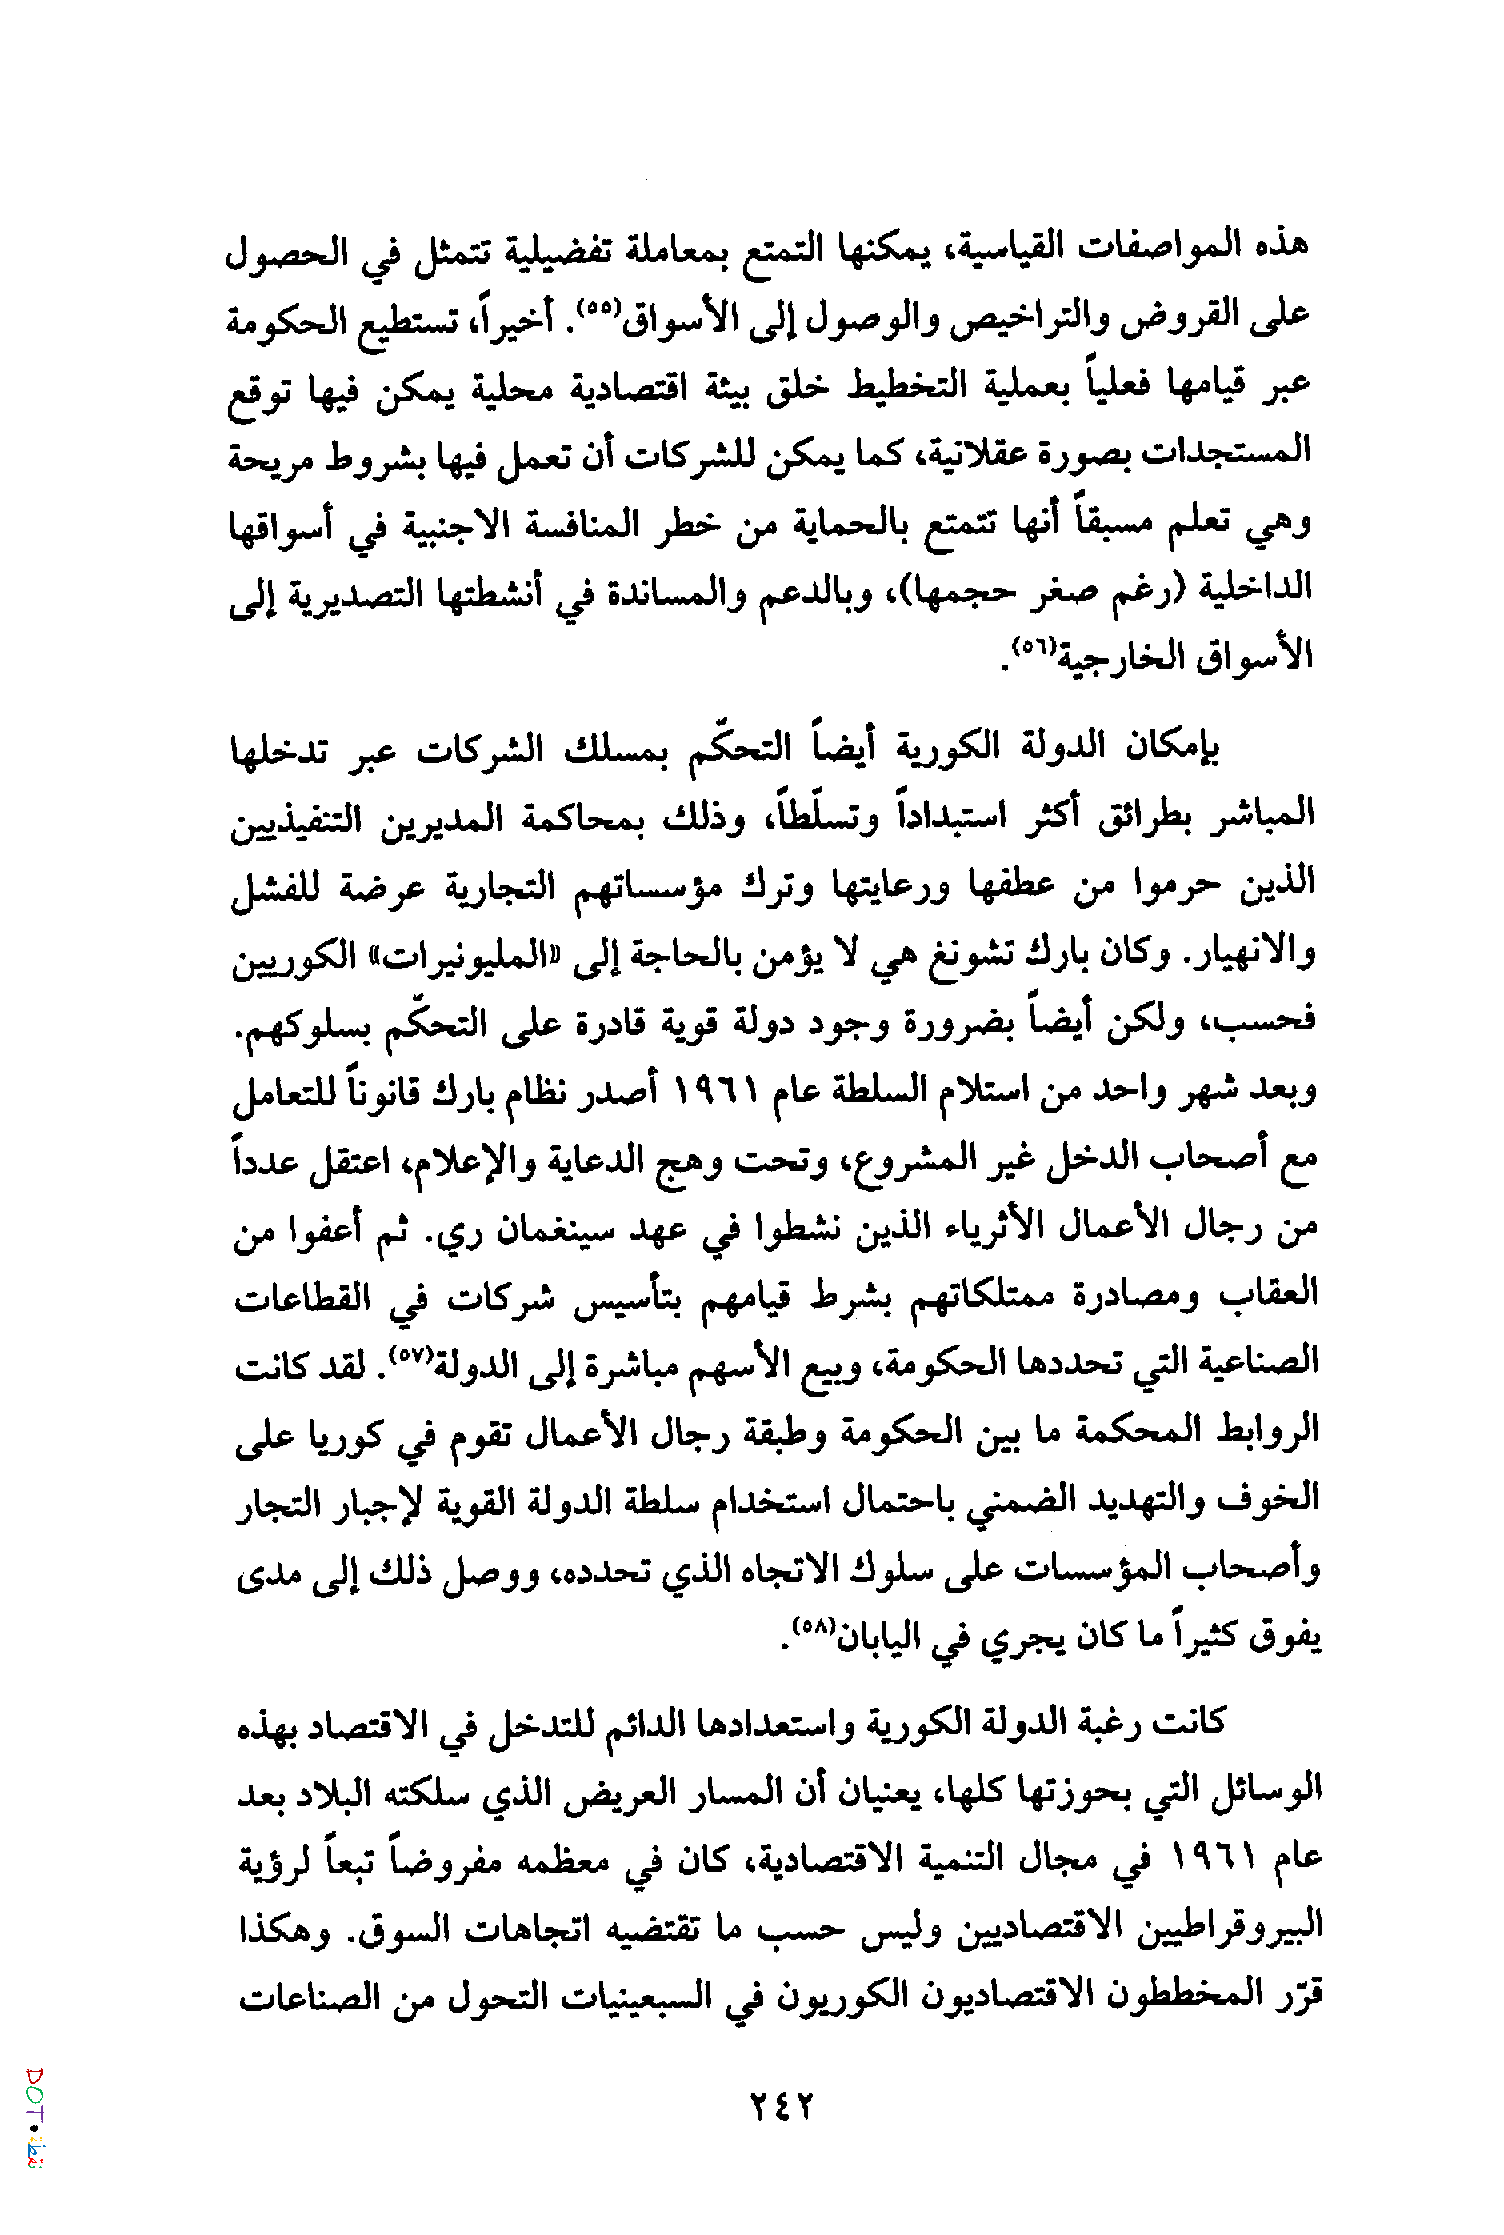 هذه المواصفات القياسية، يمكنها التمتع بمعاملة تفضيلية تتمثل في الحصول
على القروض والتراخيص والوصول إلى الأسواق(٥٥). أخيراً، تستطيع الحكومة
عبر قيامها فعلياً بعملية التخطيط خلق بيئة اقتصادية محلية يمكن فيها توقع
المستجدات بصورة عقلانية، كما يمكن للشركات أن تعمل فيها بشروط مريحة
وهي تعلم مسبقاً أنها تتمتع بالحماية من خطر المنافسة الاجنبية في أسواقها
الداخلية (رغم صغر حجمها)، وبالدعم والمساندة في أنشطتها التصديرية إلى
الأسواق الخارجية(٥٦).
بإمكان الدولة الكورية أيضاً التحكّم بمسلك الشركات عبر تدخلها
المباشر بطرائق أكثر استبداداً وتسلّطاً، وذلك بمحاكمة المديرين التنفيذيين
الذين حرموا من عطفها ورعايتها وترك مؤسساتهم التجارية عرضة للفشل
والانهيار. وكان بارك تشونغ هي لا يؤمن بالحاجة إلى «المليونيرات» الكوريين
فحسب، ولكن أيضاً بضرورة وجود دولة قوية قادرة على التحكّم بسلوكهم.
وبعد شهر واحد من استلام السلطة عام ١٩٦١ أصدر نظام بارك قانوناً للتعامل
مع أصحاب الدخل غير المشروع، وتحت وهج الدعاية والإعلام، اعتقل عدداً
من رجال الأعمال الأثرياء الذين نشطوا في عهد سينغمان ري. ثم أعفوا من
العقاب ومصادرة ممتلكاتهم بشرط قيامهم بتأسيس شركات في القطاعات
الصناعية التي تحددها الحكومة، وبيع الأسهم مباشرة إلى الدولة(٥٧). لقد كانت
الروابط المحكمة ما بين الحكومة وطبقة رجال الأعمال تقوم في كوريا على
الخوف والتهديد الضمني باحتمال استخدام سلطة الدولة القوية لإجبار التجار
وأصحاب المؤسسات على سلوك الاتجاه الذي تحدده، ووصل ذلك إلى مدى
يفوق كثيراً ما كان يجري في اليابان(٥٨).
كانت رغبة الدولة الكورية واستعدادها الدائم للتدخل في الاقتصاد بهذه
الوسائل التي بحوزتها كلها، يعنيان أن المسار العريض الذي سلكته البلاد بعد
عام ١٩٦١ في مجال التنمية الاقتصادية، كان في معظمه مفروضاً تبعاً لرؤية
البيروقراطيين الاقتصاديين وليس حسب ما تقتضيه اتجاهات السوق. وهكذا
قرّر المخططون الاقتصاديون الكوريون في السبعينيات التحول من الصناعات
٢٤٢
DOT•نقطة